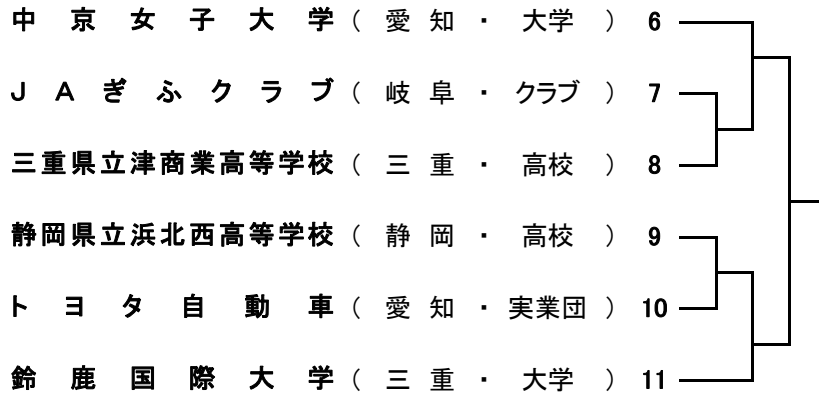 中京女子大学（愛知・大学）6
JAぎふクラブ（岐阜・クラブ）7
三重県立津商業高等学校（三重・高校）8
静岡県立浜北西高等学校（静岡・高校）9
トヨタ自動車（愛知・実業団）10
鈴鹿国際大学（三重・大学）11